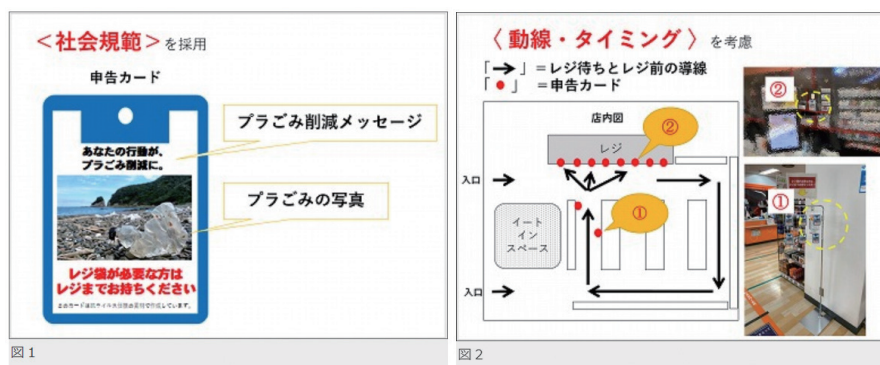 <社会規範>を採用
申告カード
あなたの行動が、
プラごみ削減に。
レジ袋が必要な方は
レジまでお持ちください
プラごみ削減メッセージ
プラごみの写真
図1
〈動線・タイミング〉を考慮
「→」=レジ待ちとレジ前の導線
「●」=申告カード
店内図
レジ
②
入口
①
イート
イン
スペース
入口
②
①
図2